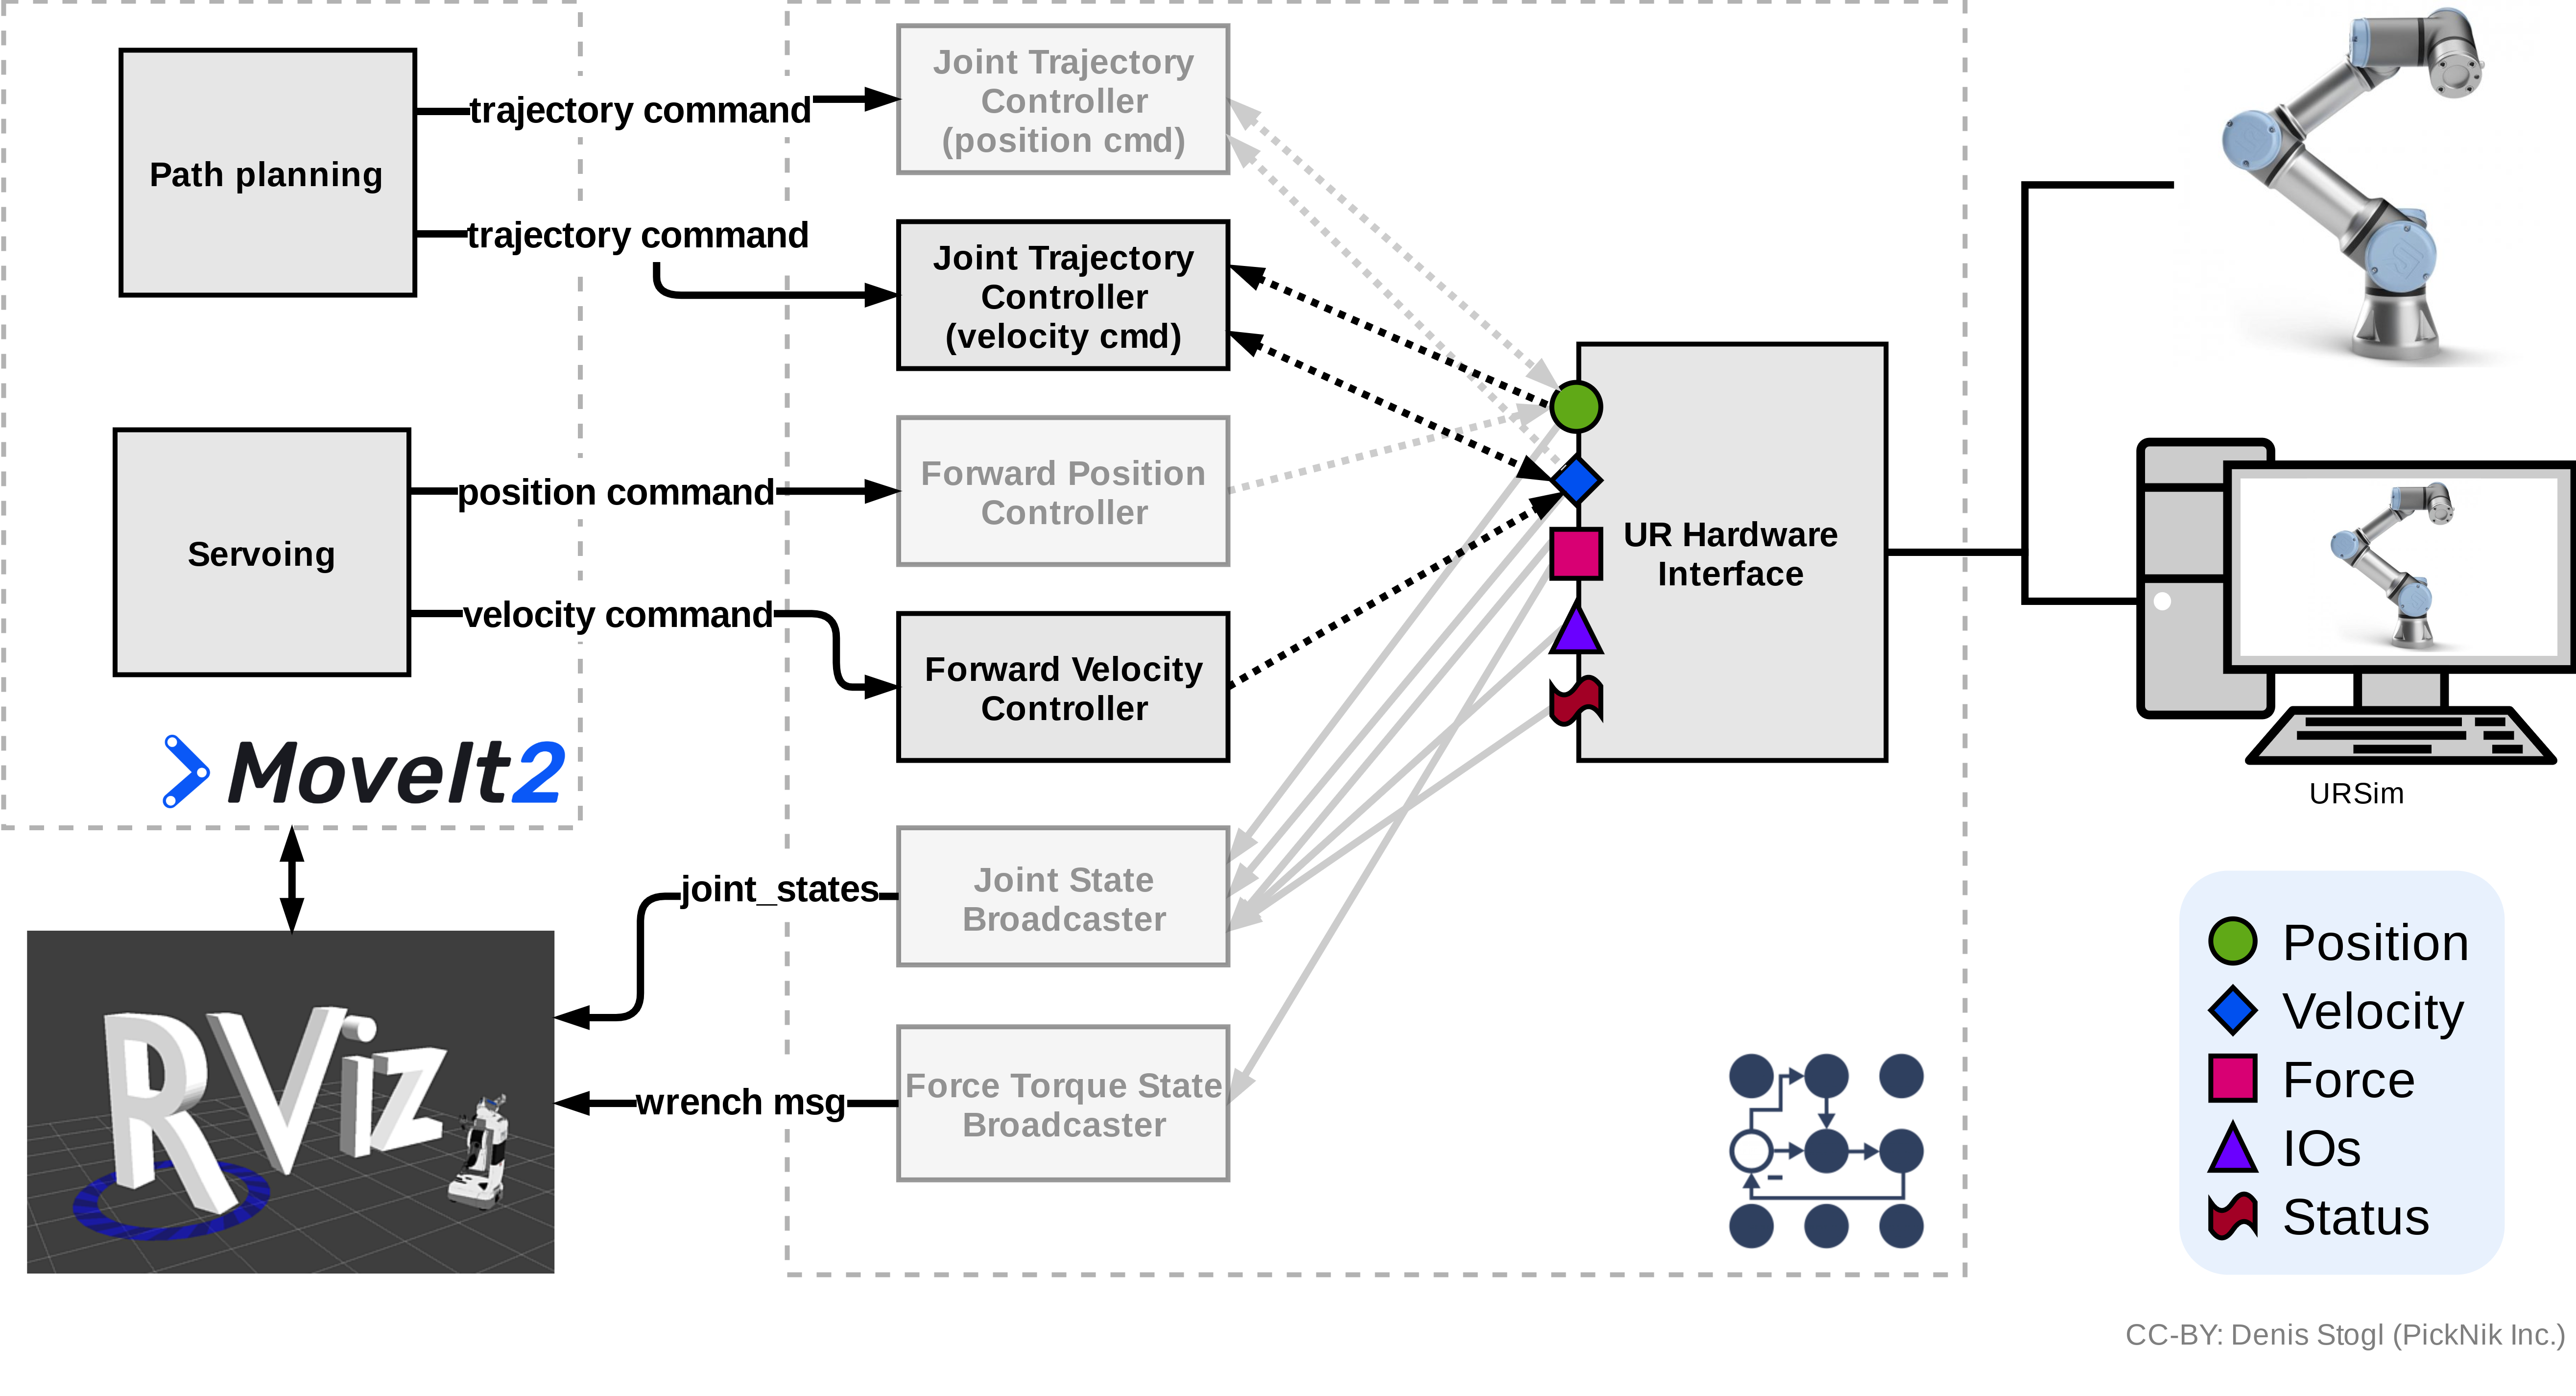 Path planning
trajectory command
trajectory command
Joint Trajectory
Controller
(position cmd)
Joint Trajectory
Controller
(velocity cmd)
Servoing
position command
velocity command
Forward Position
Controller
Forward Velocity
Controller
UR Hardware
Interface
MoveIt2
joint_states
Joint State
Broadcaster
wrench msg
Force Torque State
Broadcaster
RViz
URSim
Position
Velocity
Force
IOs
Status
CC-BY: Denis Stogl (PickNik Inc.)